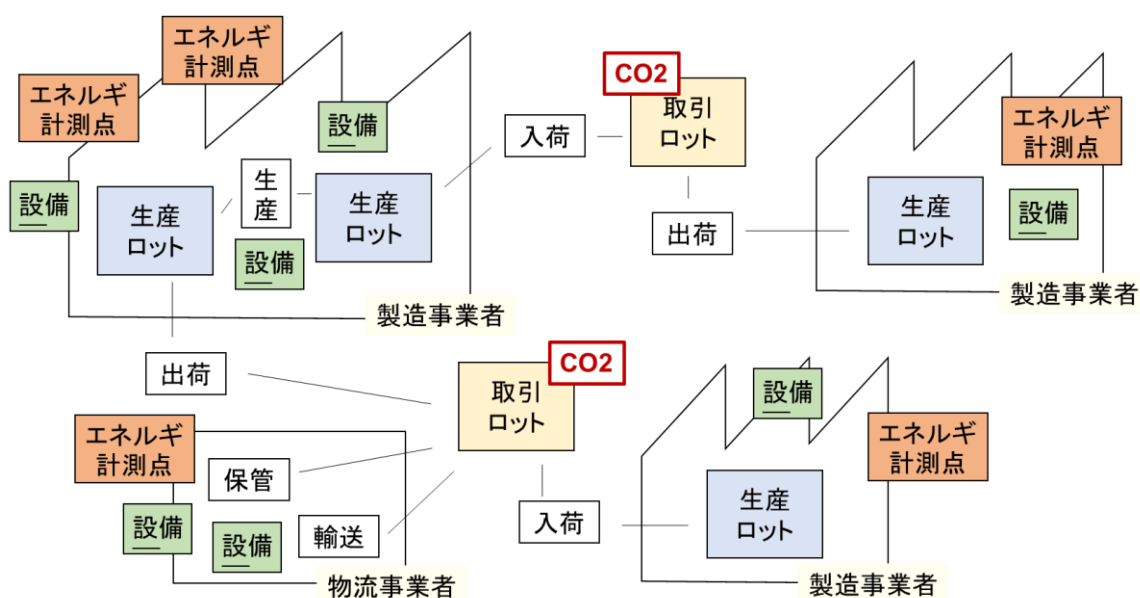 エネルギ
計測点
エネルギ
計測点
設備
設備
生産
ロット
生
産
生産
ロット
設備
製造事業者
入荷
CO2
取引
ロット
出荷
エネルギ
計測点
生産
ロット
設備
製造事業者
出荷
CO2
取引
ロット
エネルギ
計測点
保管
設備
設備
輸送
物流事業者
入荷
設備
エネルギ
計測点
生産
ロット
製造事業者